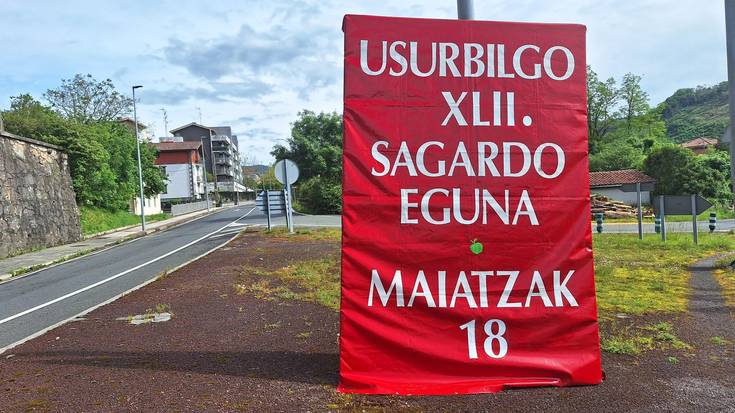 USURBILGO
XLII.
SAGARDO
EGUNA
MAIATZAK
18